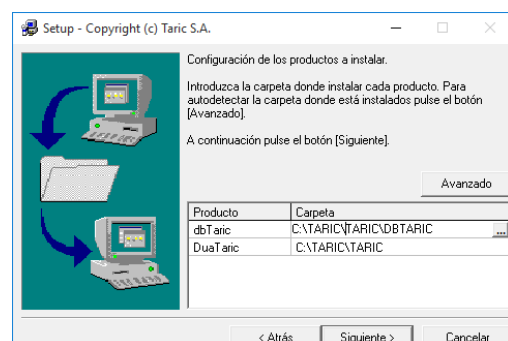 Setup - Copyright (c) Taric S.A.
Configuración de los productos a instalar.
Introduzca la carpeta donde instalar cada producto. Para
autodetectar la carpeta donde está instalados pulse el botón
[Avanzado].
A continuación pulse el botón [Siguiente].
Avanzado
Producto Carpeta
dbTaric C:\TARIC\TARIC\DBTARIC ...
DuaTaric C:\TARIC\TARIC
< Atrás Siguiente > Cancelar